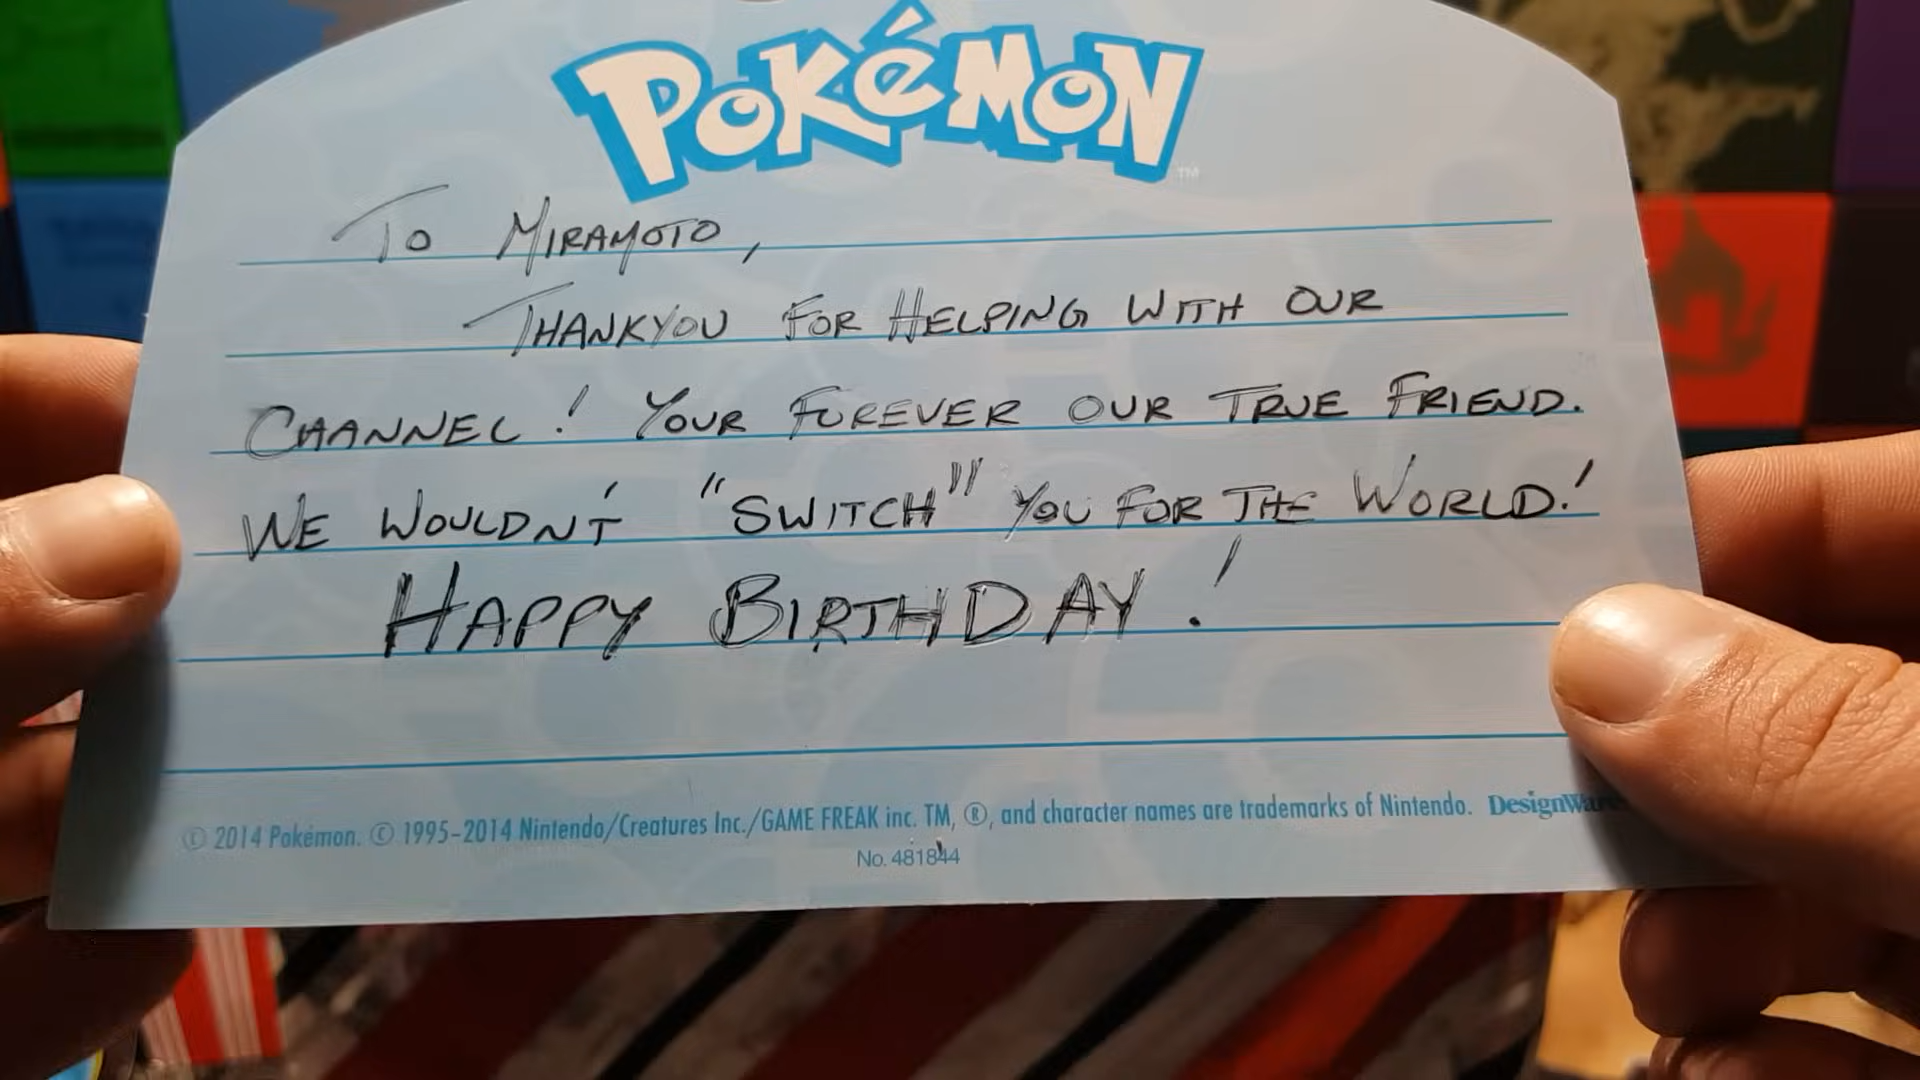 POKÉMON
TM
TO MIRAMOTO,
THANKYOU FOR HELPING WITH OUR
CHANNEL! YOUR FUREVER OUR TRUE FRIEND.
WE WOULDN'T "SWITCH" YOU FOR THE WORLD!
HAPPY BIRTHDAY!
© 2014 Pokémon. © 1995–2014 Nintendo/Creatures Inc./GAME FREAK inc. TM, ®, and character names are trademarks of Nintendo.
No. 481844